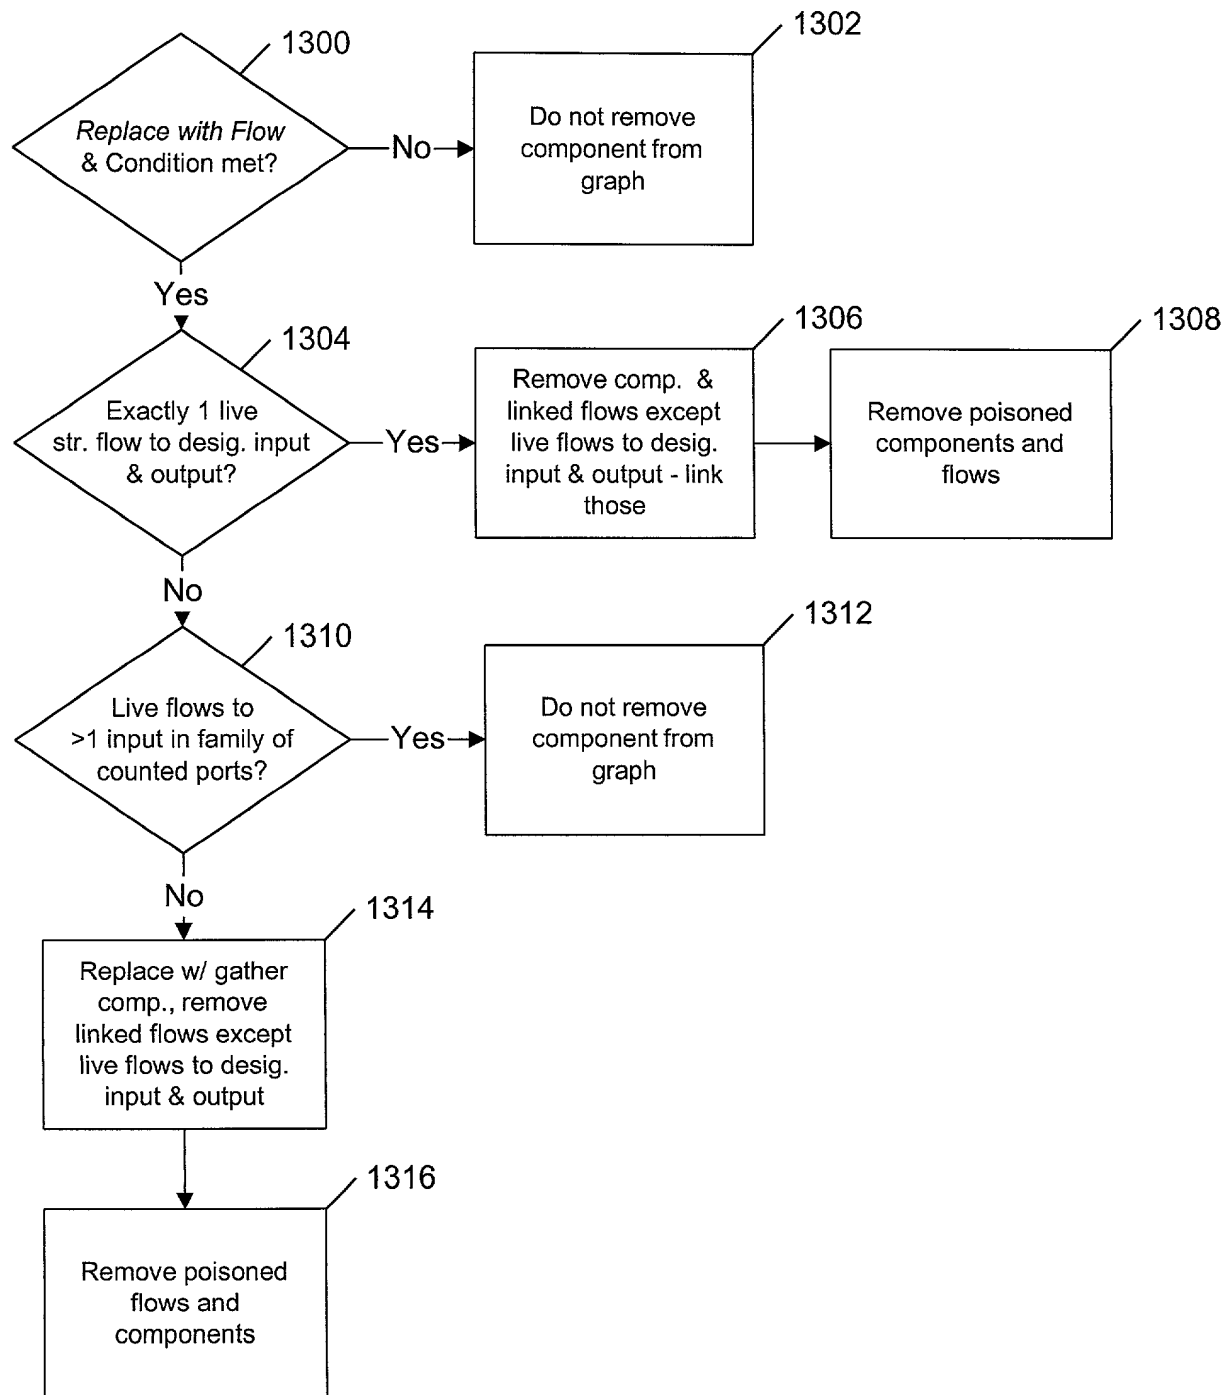 1300
Replace with Flow
& Condition met?
No
1302
Do not remove
component from
graph
Yes
1304
Exactly 1 live
str. flow to desig. input
& output?
Yes
1306
Remove comp. &
linked flows except
live flows to desig.
input & output - link
those
1308
Remove poisoned
components and
flows
No
1310
Live flows to
>1 input in family of
counted ports?
Yes
1312
Do not remove
component from
graph
No
1314
Replace w/ gather
comp., remove
linked flows except
live flows to desig.
input & output
1316
Remove poisoned
flows and
components